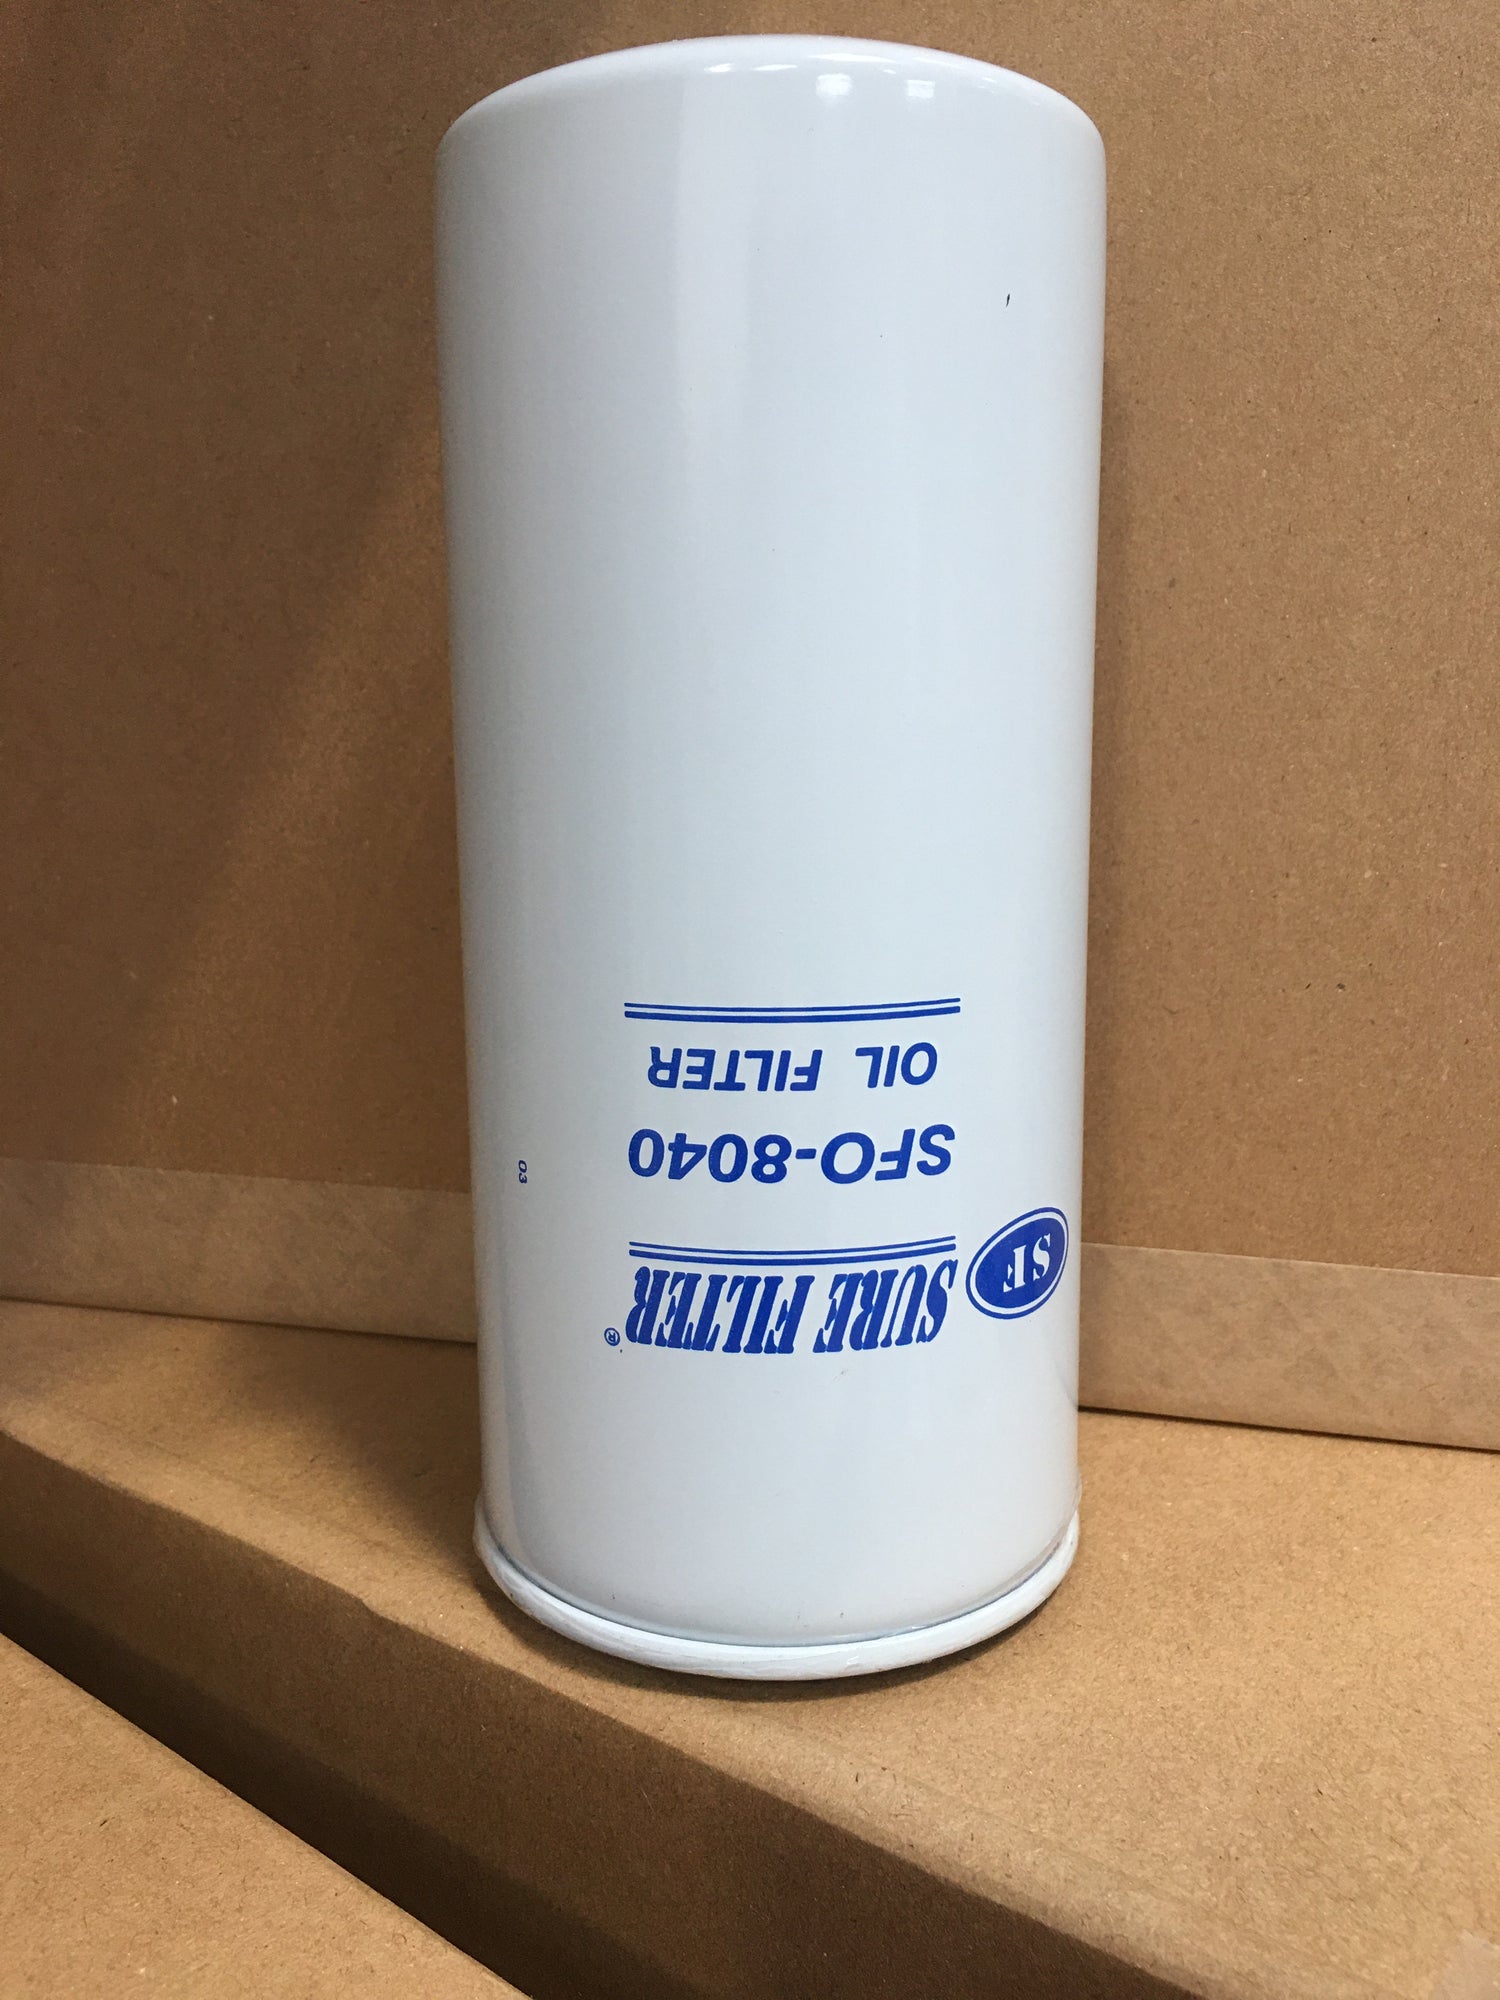 SF
SURE FILTER®
SFO-8040
OIL FILTER
03